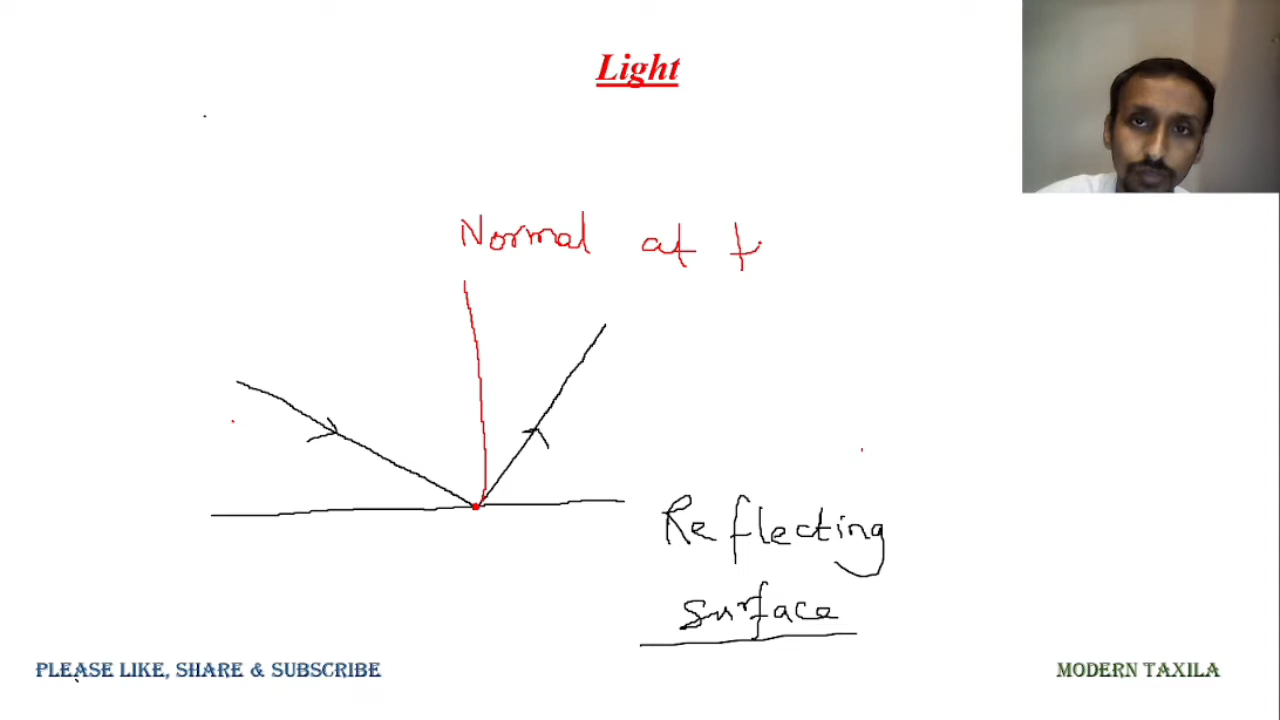 Light
Normal at t
Reflecting
surface
PLEASE LIKE, SHARE & SUBSCRIBE
MODERN TAXILA